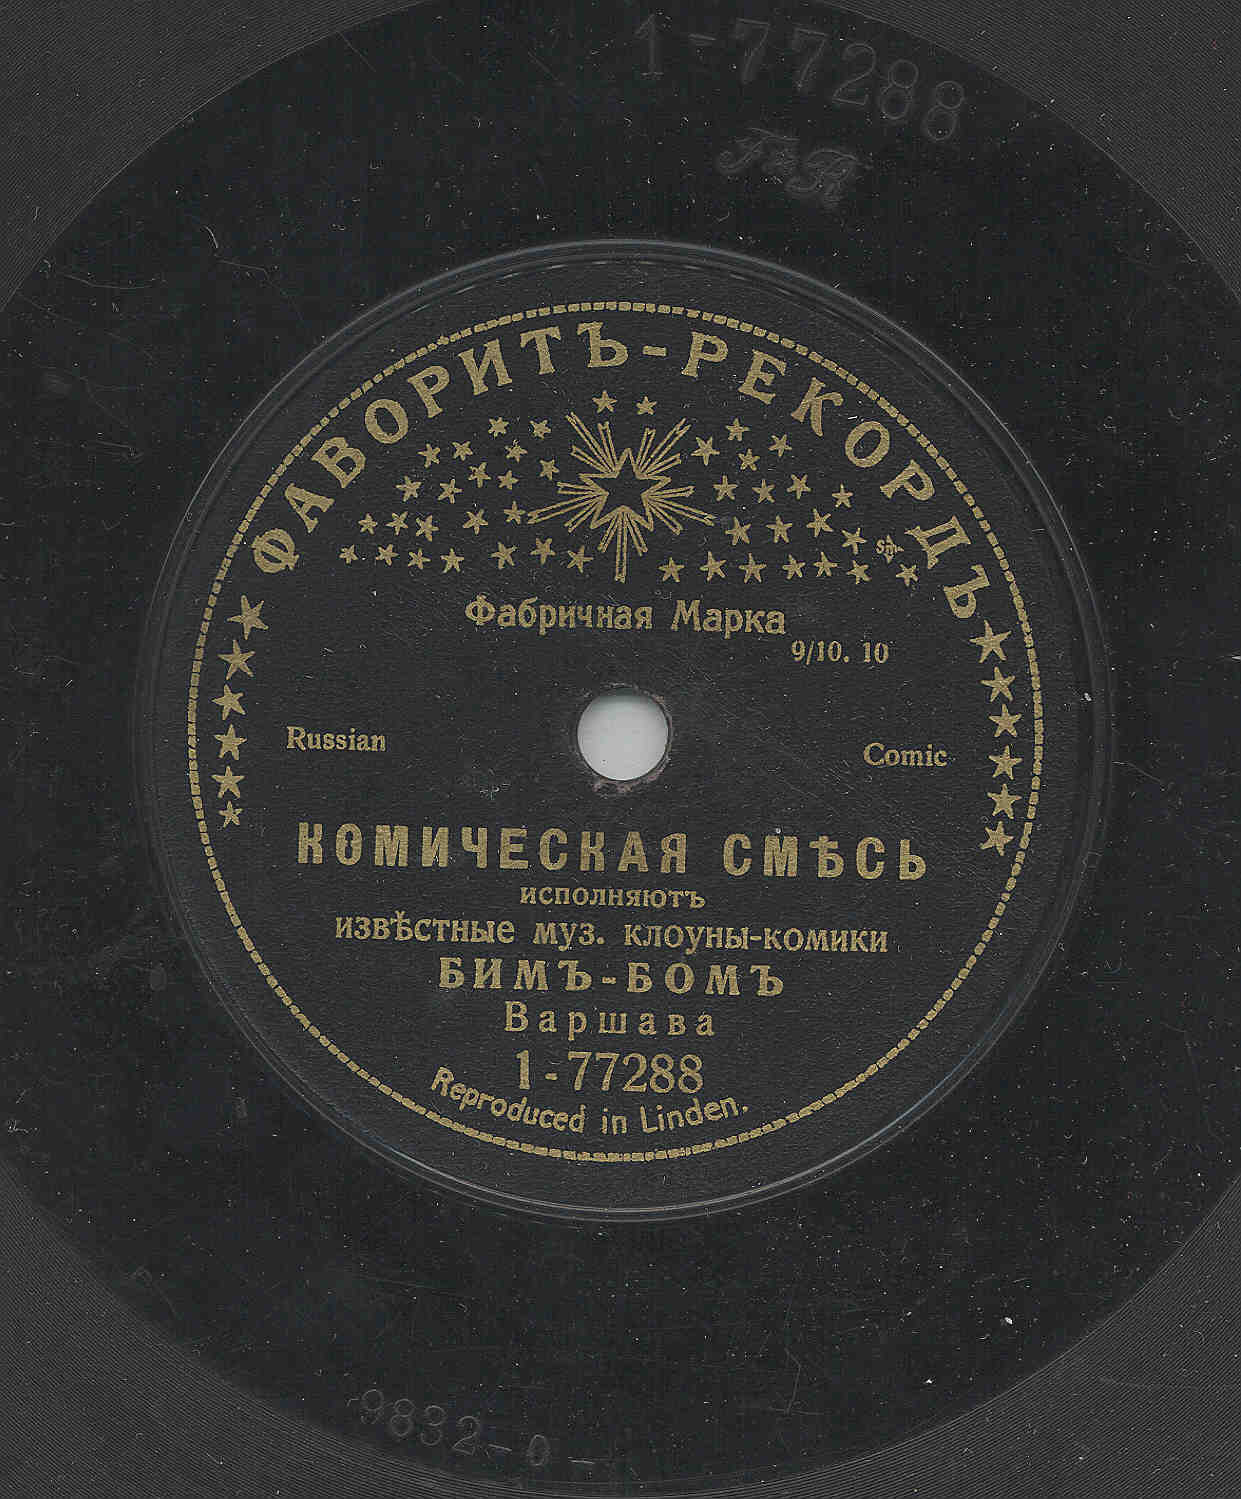 1-77288
F&R
ФАВОРИТЪ-РЕКОРДЪ
Фабричная Марка
9/10. 10
Russian
Comic
КОМИЧЕСКАЯ СМѢСЬ
исполняютъ
извѣстные муз. клоуны-комики
БИМЪ-БОМЪ
Варшава
1-77288
Reproduced in Linden.
9832-0-